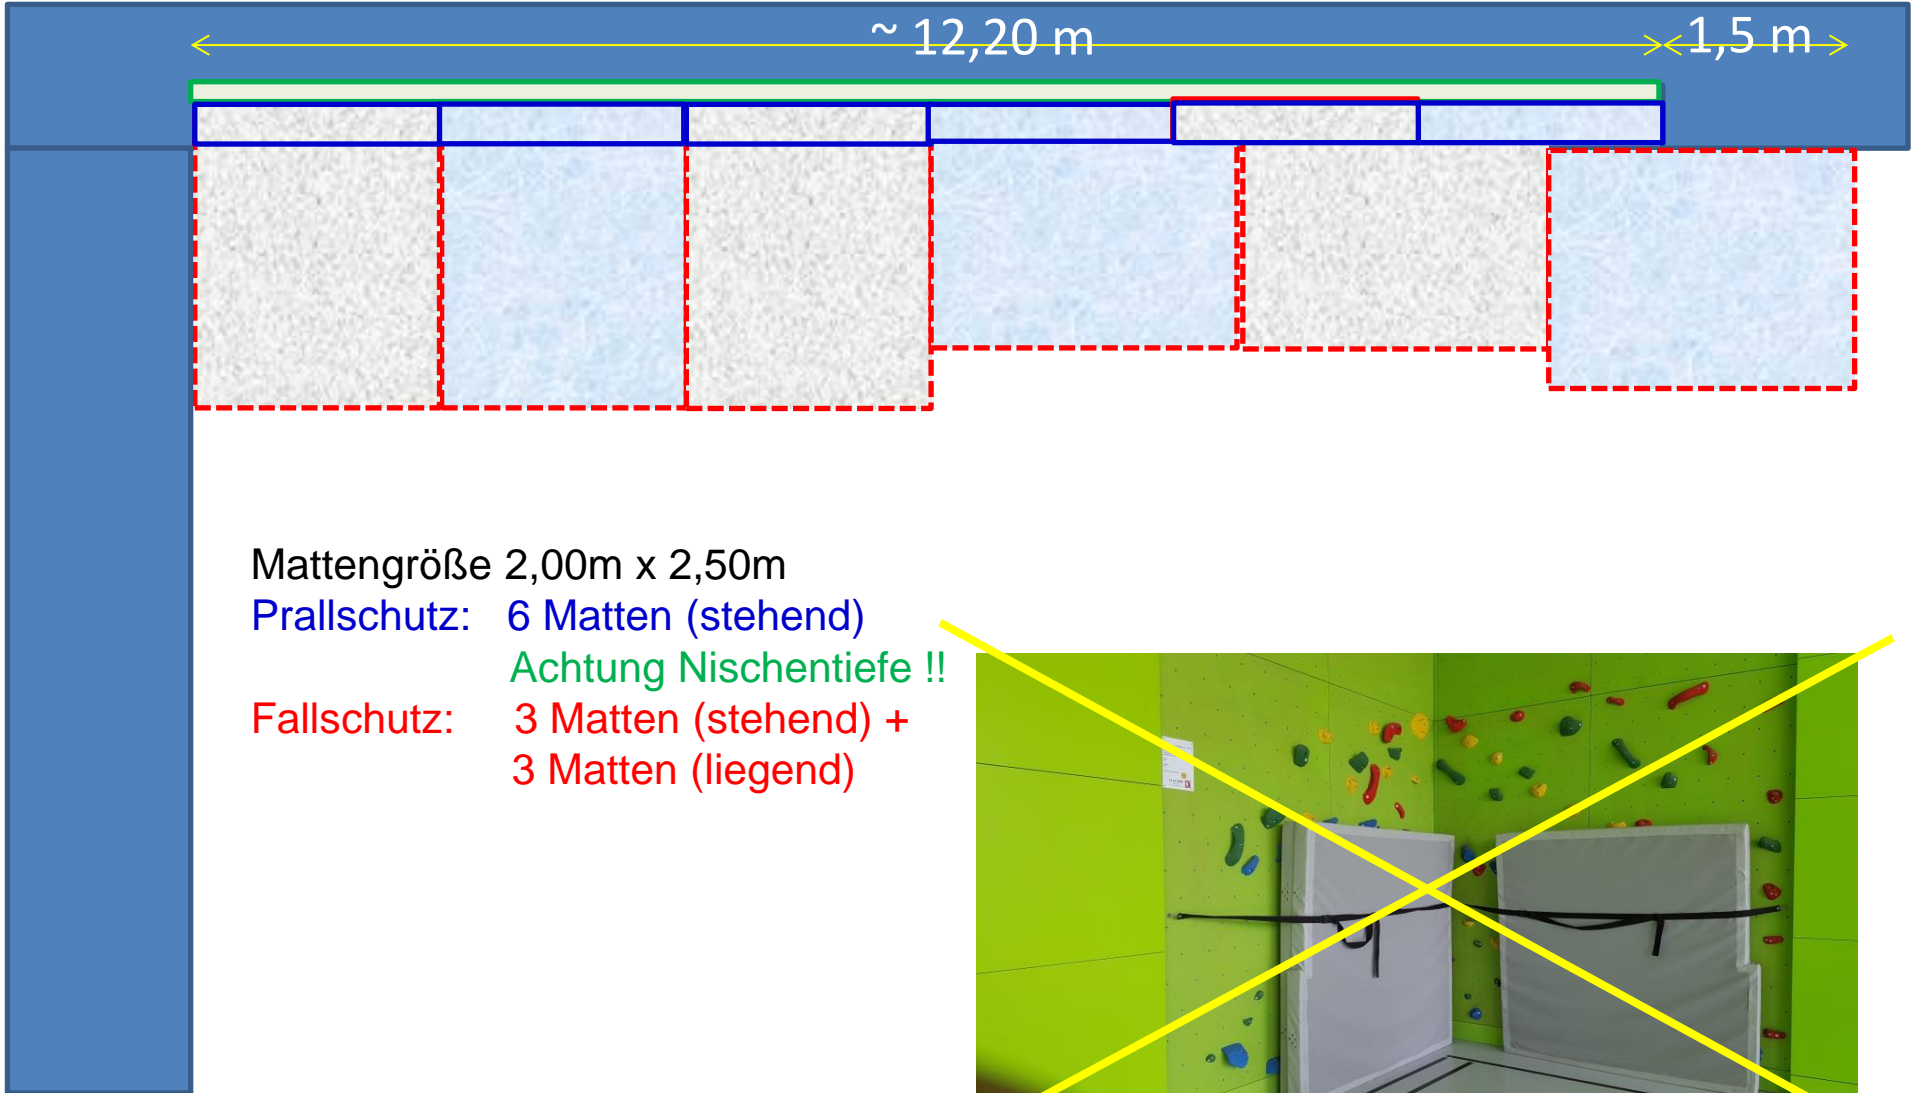 ~ 12,20 m
1,5 m
Mattengröße 2,00m x 2,50m
Prallschutz: 6 Matten (stehend)
Achtung Nischentiefe !!
Fallschutz: 3 Matten (stehend) +
3 Matten (liegend)